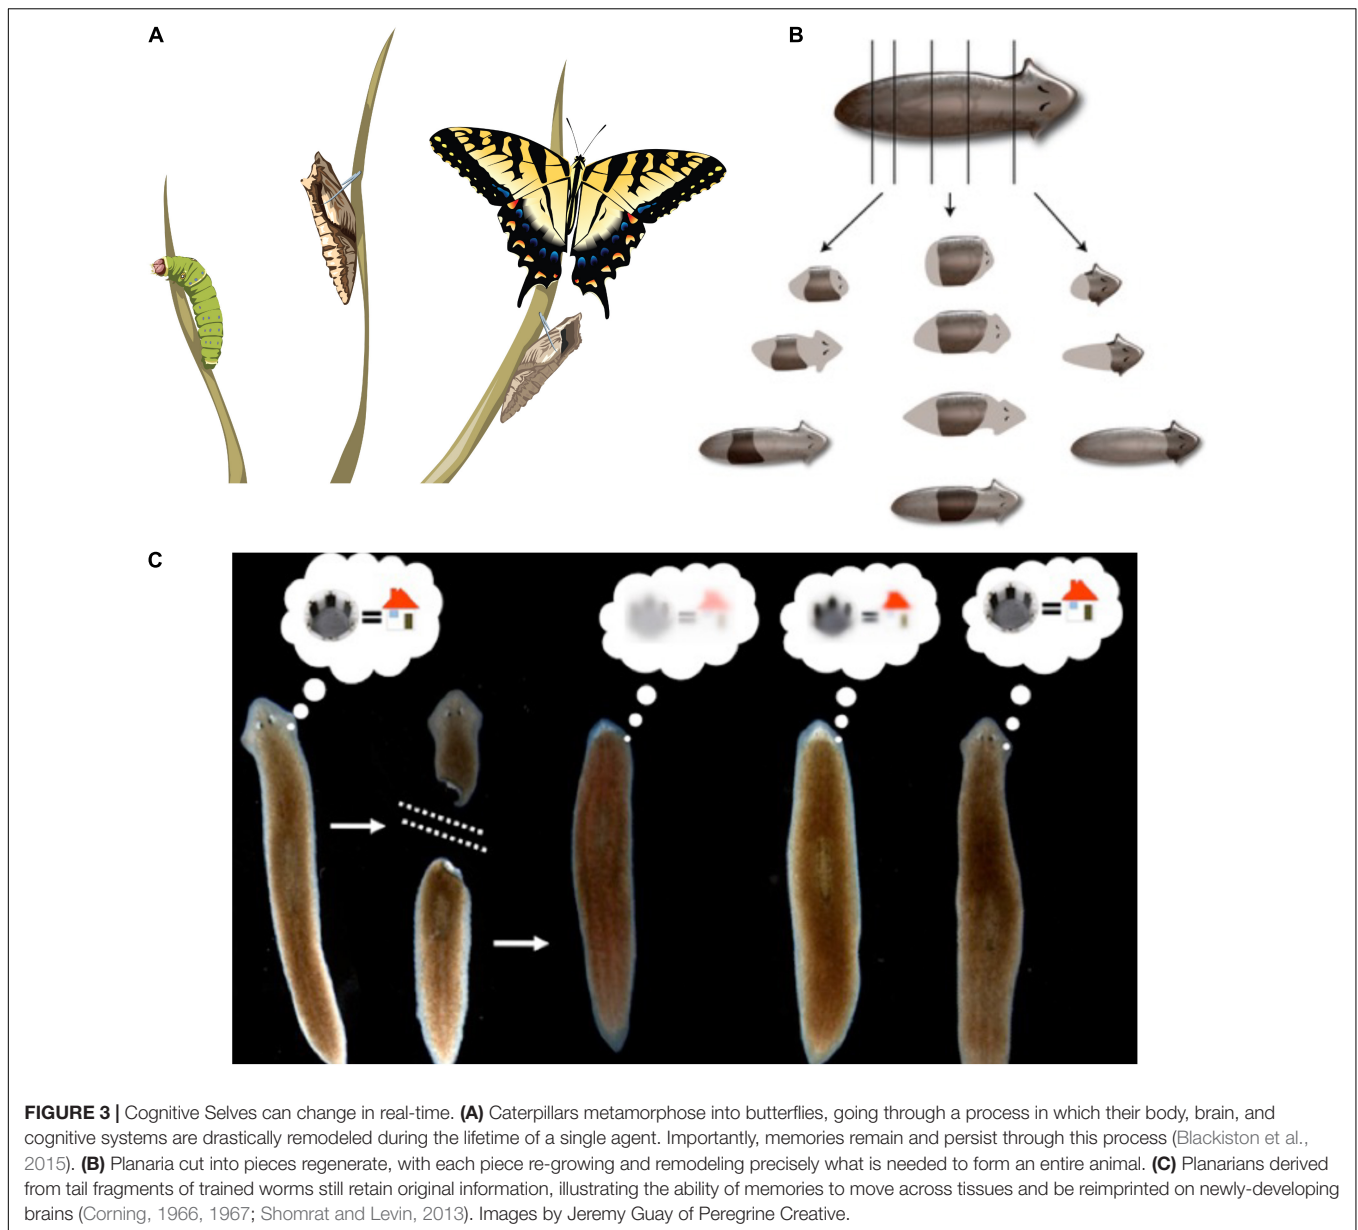 A
B
C
FIGURE 3 | Cognitive Selves can change in real-time. (A) Caterpillars metamorphose into butterflies, going through a process in which their body, brain, and
cognitive systems are drastically remodeled during the lifetime of a single agent. Importantly, memories remain and persist through this process (Blackiston et al.,
2015). (B) Planaria cut into pieces regenerate, with each piece re-growing and remodeling precisely what is needed to form an entire animal. (C) Planarians derived
from tail fragments of trained worms still retain original information, illustrating the ability of memories to move across tissues and be reimprinted on newly-developing
brains (Corning, 1966, 1967; Shomrat and Levin, 2013). Images by Jeremy Guay of Peregrine Creative.